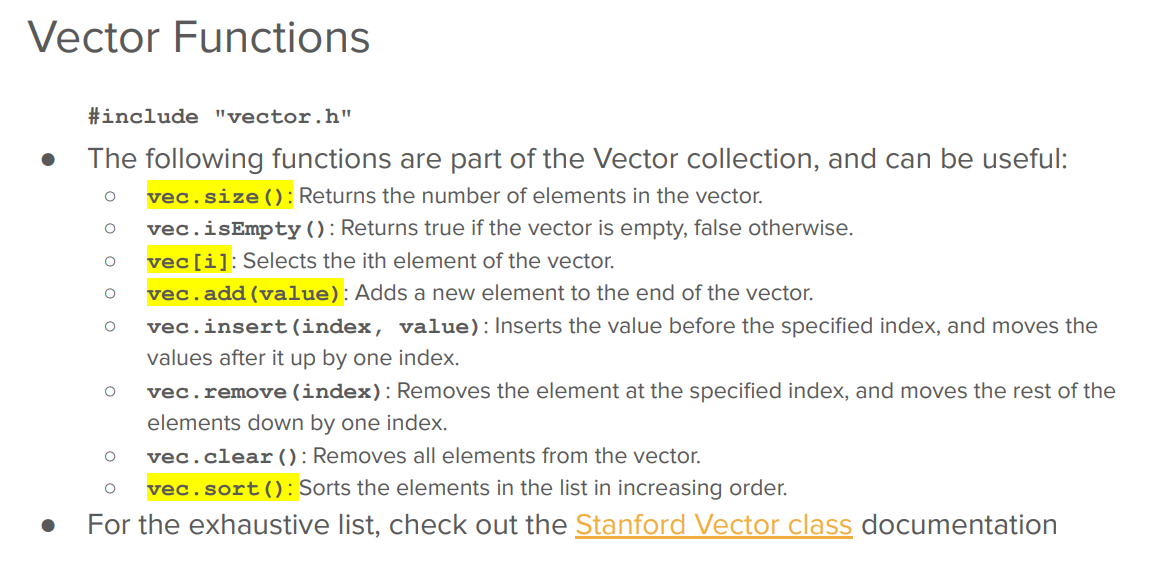 Vector Functions
#include "vector.h"
● The following functions are part of the Vector collection, and can be useful:
○ vec.size(): Returns the number of elements in the vector.
○ vec.isEmpty(): Returns true if the vector is empty, false otherwise.
○ vec[i]: Selects the ith element of the vector.
○ vec.add(value): Adds a new element to the end of the vector.
○ vec.insert(index, value): Inserts the value before the specified index, and moves the
values after it up by one index.
○ vec.remove(index): Removes the element at the specified index, and moves the rest of the
elements down by one index.
○ vec.clear(): Removes all elements from the vector.
○ vec.sort(): Sorts the elements in the list in increasing order.
● For the exhaustive list, check out the Stanford Vector class documentation